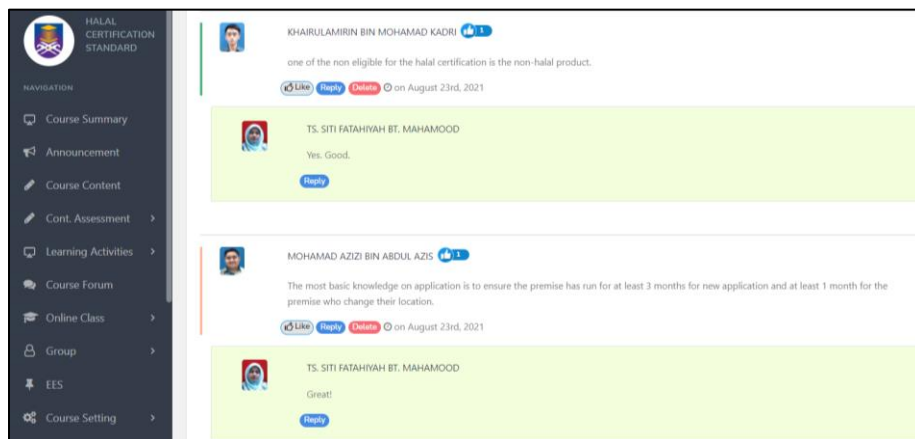 HALAL
CERTIFICATION
STANDARD
NAVIGATION
Course Summary
Announcement
Course Content
Cont. Assessment
Learning Activities
Course Forum
Online Class
Group
EES
Course Setting
KHAIRULAMIRIN BIN MOHAMAD KADRI 1
one of the non eligible for the halal certification is the non-halal product.
Like Reply Delete on August 23rd, 2021
TS. SITI FATAHIYAH BT. MAHAMOOD
Yes. Good.
Reply
MOHAMAD AZIZI BIN ABDUL AZIS 1
The most basic knowledge on application is to ensure the premise has run for at least 3 months for new application and at least 1 month for the
premise who change their location.
Like Reply Delete on August 23rd, 2021
TS. SITI FATAHIYAH BT. MAHAMOOD
Great!
Reply